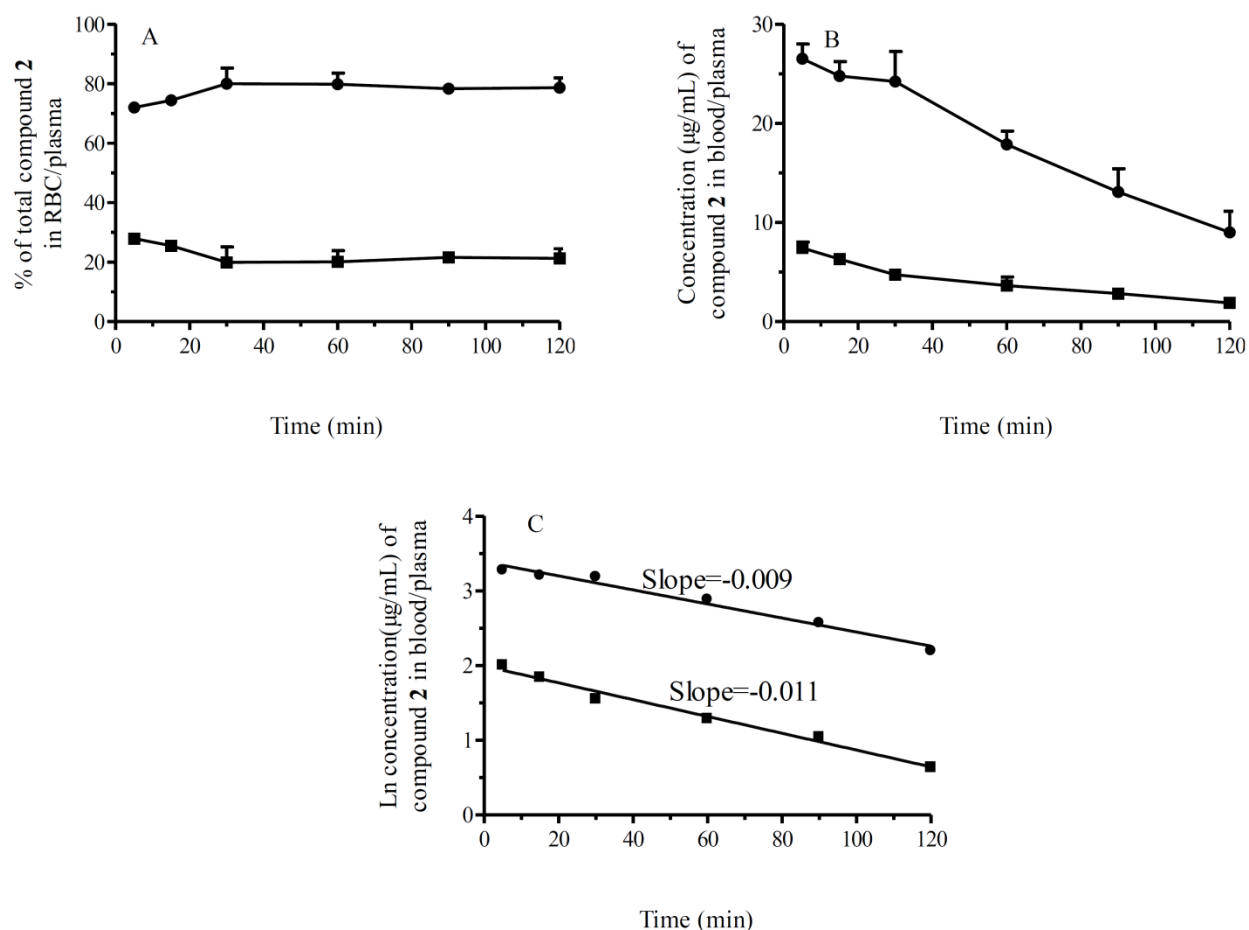 A
% of total compound 2
in RBC/plasma
100
80
60
40
20
0
0 20 40 60 80 100 120
Time (min)
B
Concentration (µg/mL) of
compound 2 in blood/plasma
30
20
10
0
0 20 40 60 80 100 120
Time (min)
C
Ln concentration(µg/mL) of
compound 2 in blood/plasma
4
3
2
1
0
Slope=-0.009
Slope=-0.011
0 20 40 60 80 100 120
Time (min)